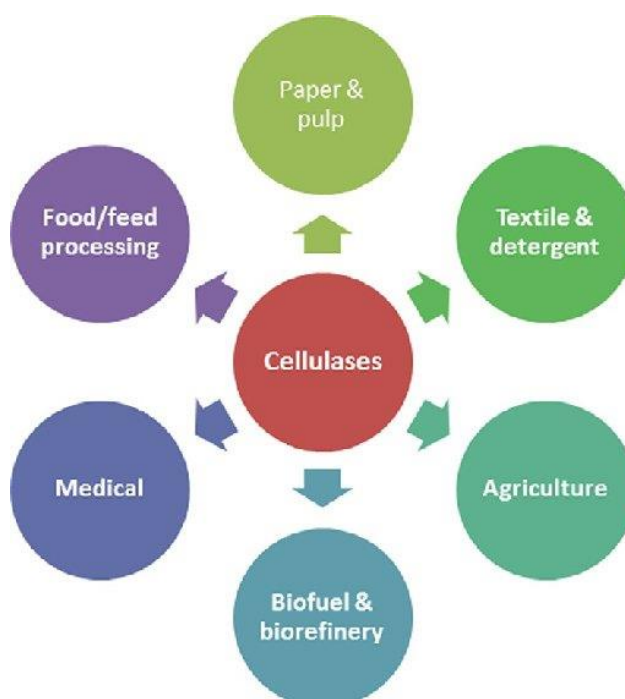 Paper &
pulp
Food/feed
processing
Textile &
detergent
Cellulases
Medical
Agriculture
Biofuel &
biorefinery